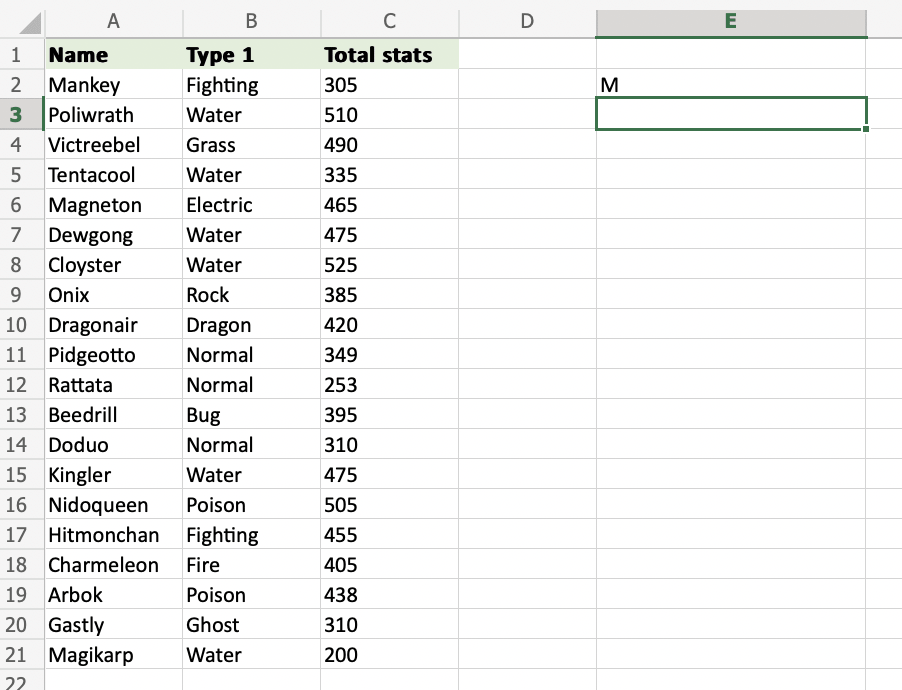 A B C D E
1 Name Type 1 Total stats
2 Mankey Fighting 305 M
3 Poliwrath Water 510
4 Victreebel Grass 490
5 Tentacool Water 335
6 Magneton Electric 465
7 Dewgong Water 475
8 Cloyster Water 525
9 Onix Rock 385
10 Dragonair Dragon 420
11 Pidgeotto Normal 349
12 Rattata Normal 253
13 Beedrill Bug 395
14 Doduo Normal 310
15 Kingler Water 475
16 Nidoqueen Poison 505
17 Hitmonchan Fighting 455
18 Charmeleon Fire 405
19 Arbok Poison 438
20 Gastly Ghost 310
21 Magikarp Water 200
22